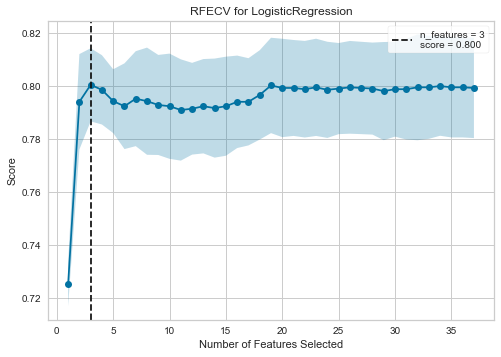 RFECV for LogisticRegression
n_features = 3
score = 0.800
Score
0.82
0.80
0.78
0.76
0.74
0.72
0 5 10 15 20 25 30 35
Number of Features Selected